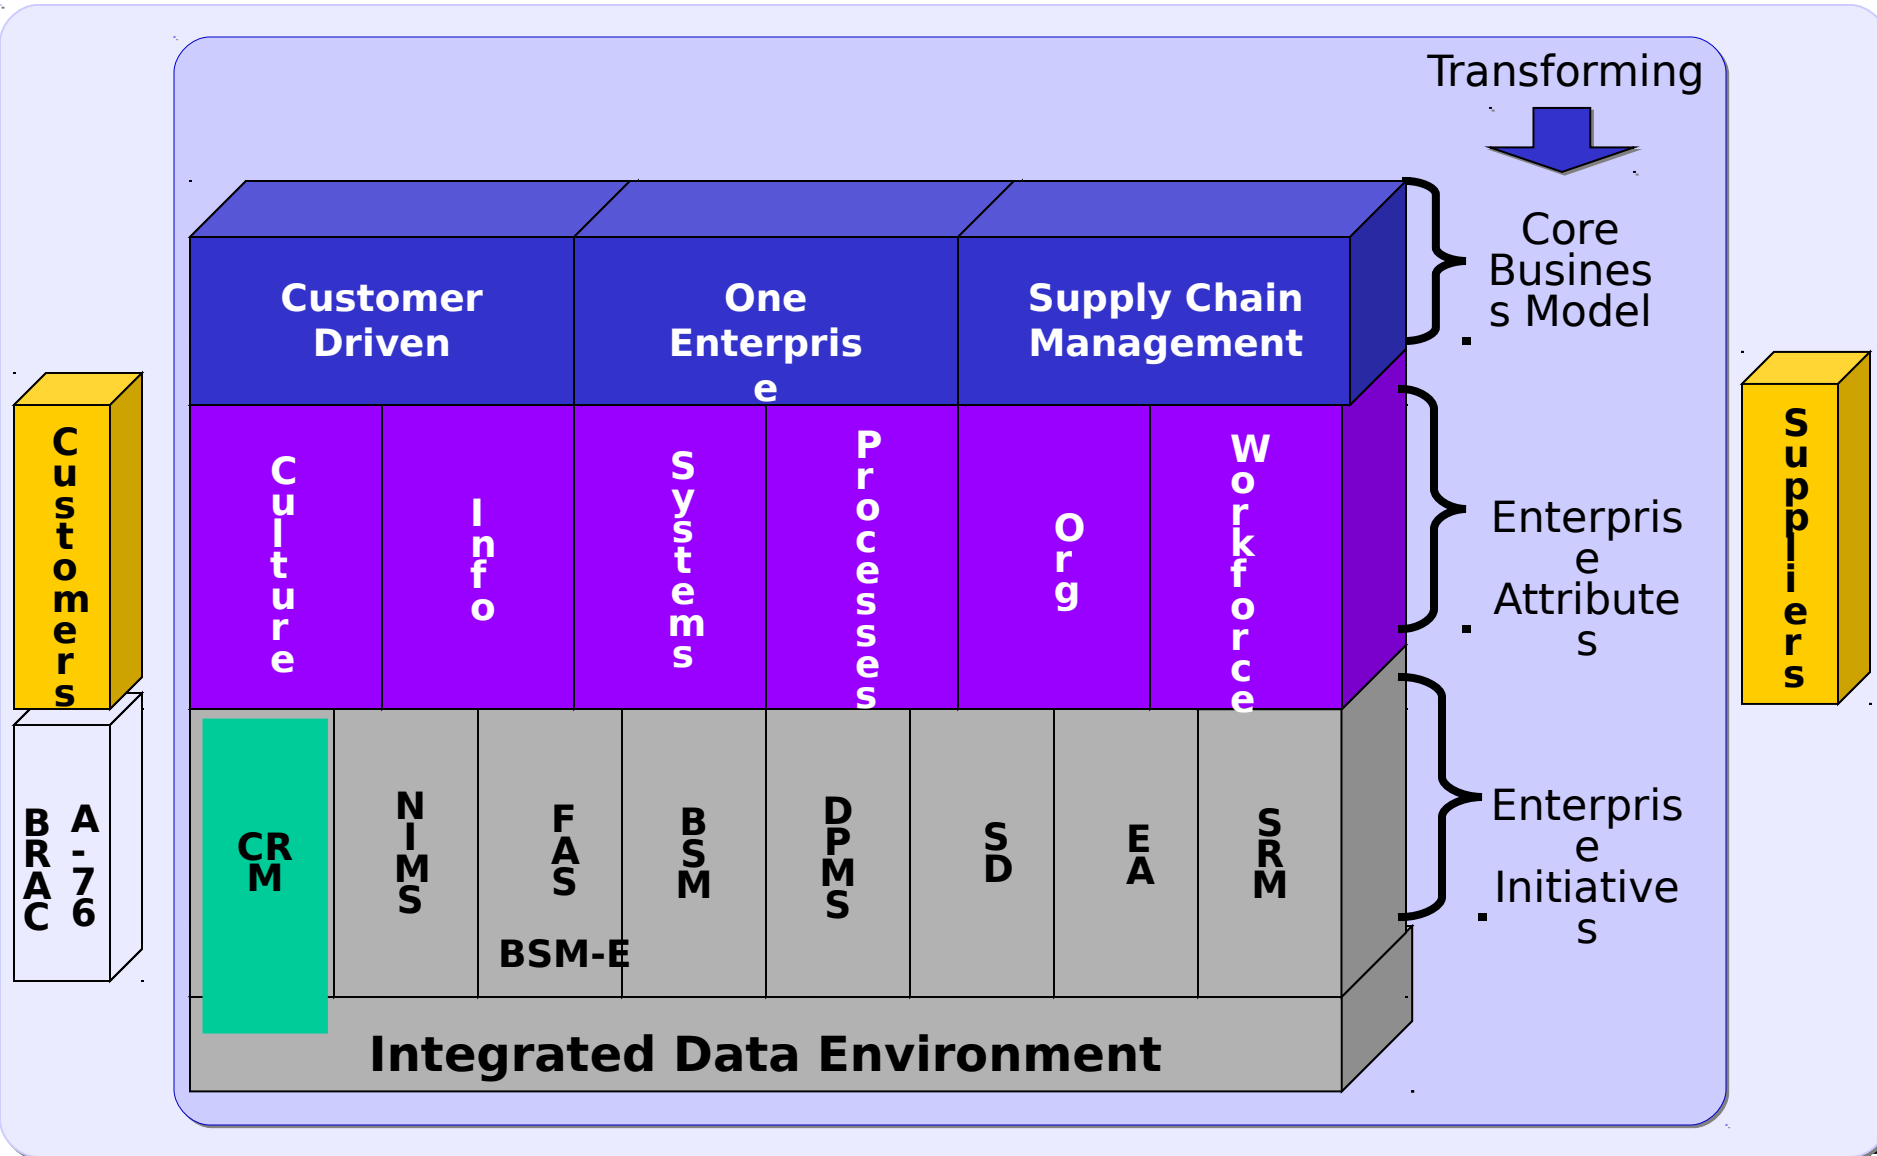 Transforming
Customer
Driven
One
Enterpris
e
Supply Chain
Management
Core
Busines
s Model
Customers
Culture
Info
Systems
Processes
Org
Workforce
Enterpris
e
Attribute
s
Suppliers
BRAC
A-76
CR
M
NIMS
FAS
BSM
DPMS
SD
EA
SRM
BSM-E
Enterpris
e
Initiative
s
Integrated Data Environment